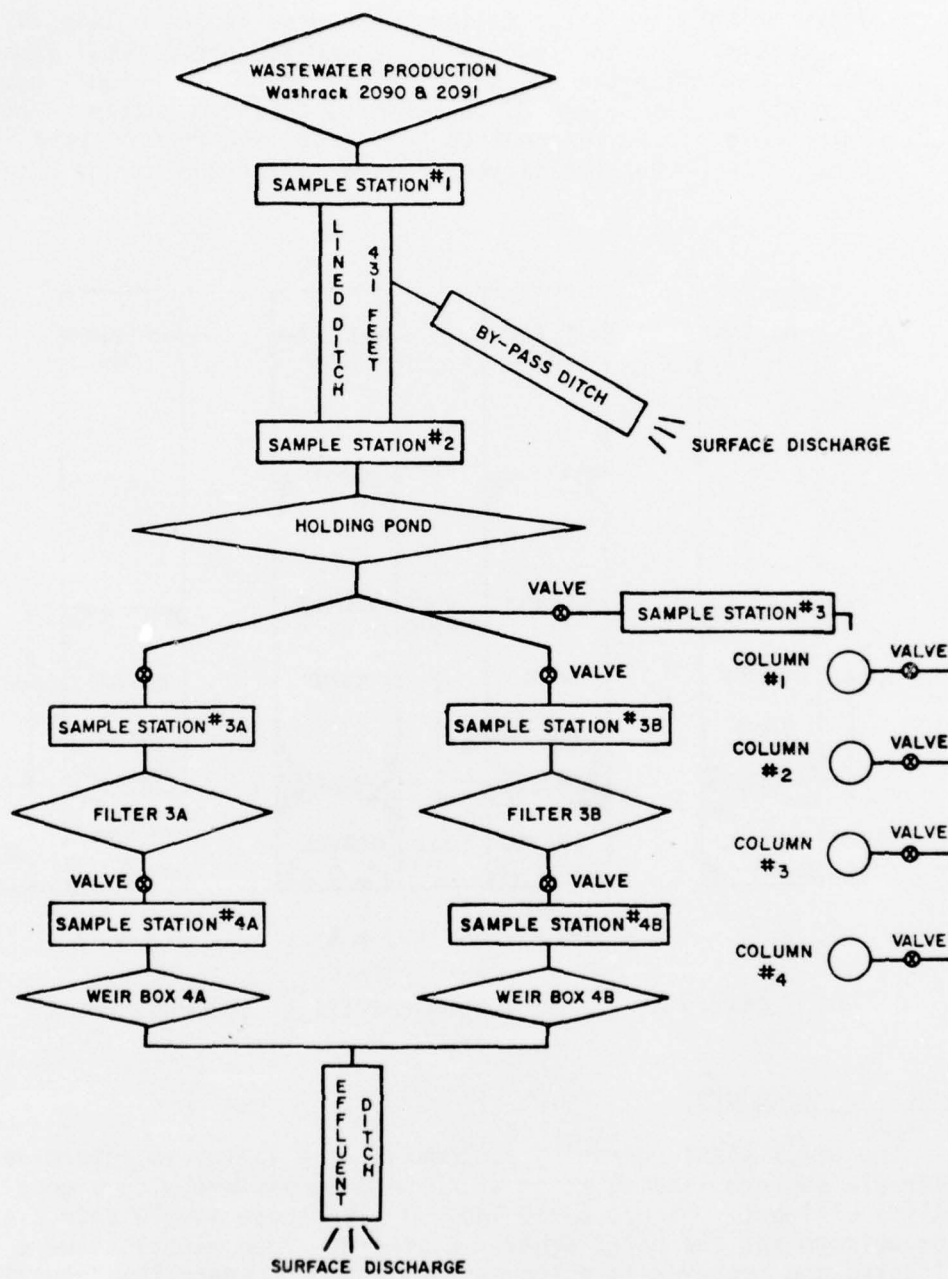 WASTEWATER PRODUCTION
Washrack 2090 & 2091
SAMPLE STATION #1
LINED DITCH
431 FEET
BY-PASS DITCH
SURFACE DISCHARGE
SAMPLE STATION #2
HOLDING POND
VALVE
SAMPLE STATION #3
COLUMN
#1
VALVE
VALVE
SAMPLE STATION #3A
SAMPLE STATION #3B
COLUMN
#2
VALVE
FILTER 3A
FILTER 3B
COLUMN
#3
VALVE
VALVE
VALVE
SAMPLE STATION #4A
SAMPLE STATION #4B
COLUMN
#4
VALVE
WEIR BOX 4A
WEIR BOX 4B
EFFLUENT
DITCH
SURFACE DISCHARGE